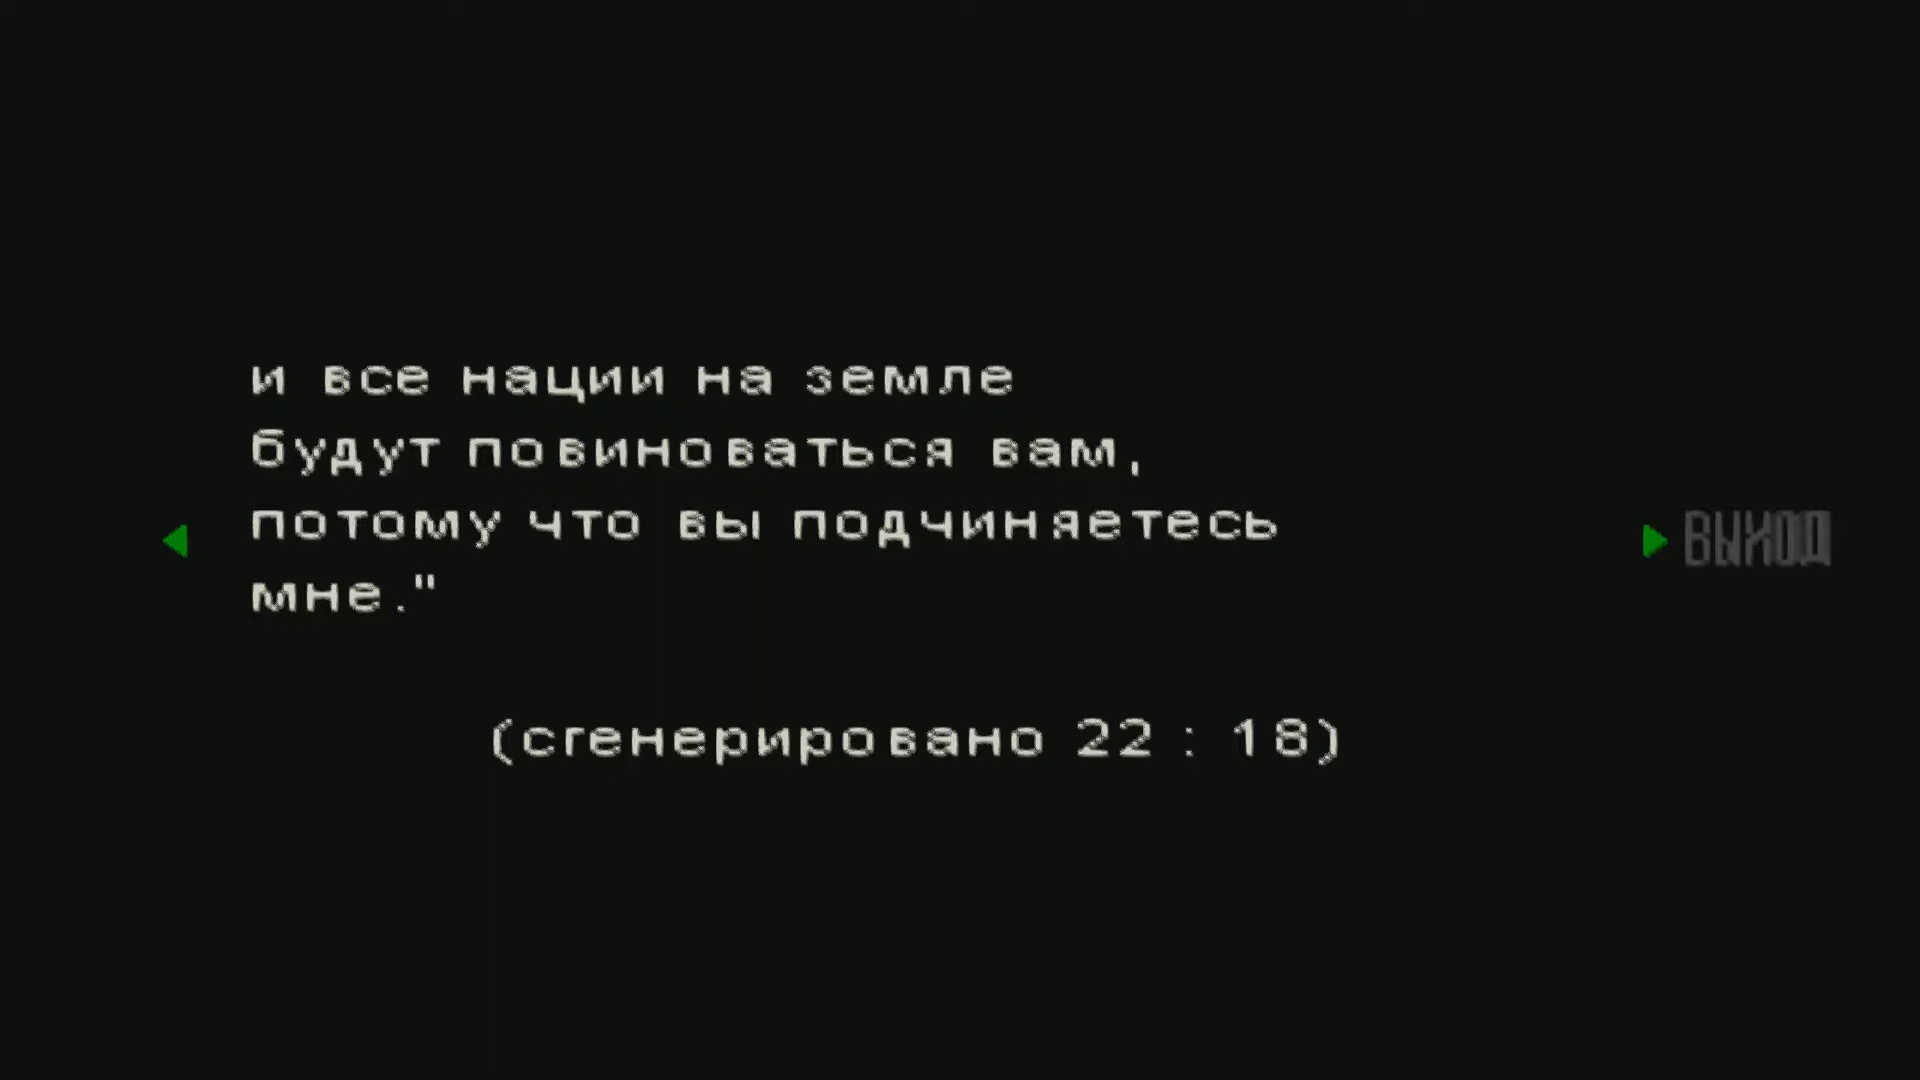 и все нации на земле
будут повиноваться вам,
потому что вы подчиняетесь
мне."
ВЫХОД
(сгенерировано 22 : 18)